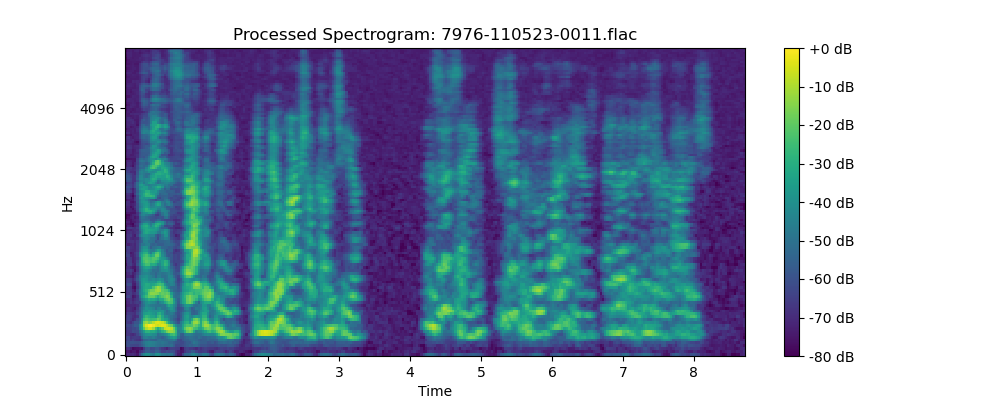 Processed Spectrogram: 7976-110523-0011.flac
Hz
4096
2048
1024
512
0
0 1 2 3 4 5 6 7 8
Time
+0 dB
-10 dB
-20 dB
-30 dB
-40 dB
-50 dB
-60 dB
-70 dB
-80 dB